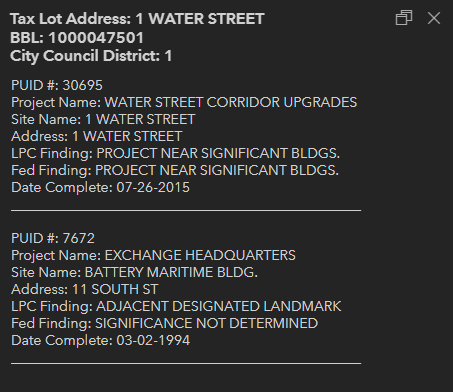 Tax Lot Address: 1 WATER STREET
BBL: 1000047501
City Council District: 1
PUID #: 30695
Project Name: WATER STREET CORRIDOR UPGRADES
Site Name: 1 WATER STREET
Address: 1 WATER STREET
LPC Finding: PROJECT NEAR SIGNIFICANT BLDGS.
Fed Finding: PROJECT NEAR SIGNIFICANT BLDGS.
Date Complete: 07-26-2015
PUID #: 7672
Project Name: EXCHANGE HEADQUARTERS
Site Name: BATTERY MARITIME BLDG.
Address: 11 SOUTH ST
LPC Finding: ADJACENT DESIGNATED LANDMARK
Fed Finding: SIGNIFICANCE NOT DETERMINED
Date Complete: 03-02-1994